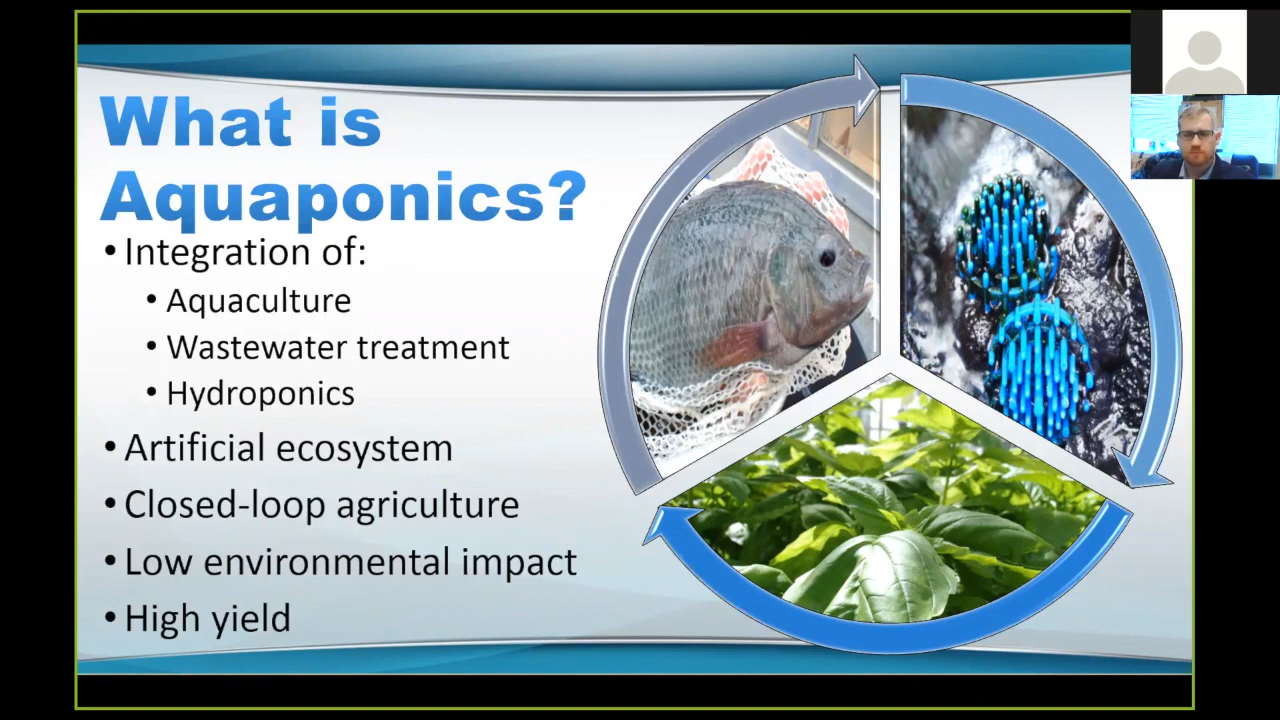 What is
Aquaponics?
• Integration of:
• Aquaculture
• Wastewater treatment
• Hydroponics
• Artificial ecosystem
• Closed-loop agriculture
• Low environmental impact
• High yield